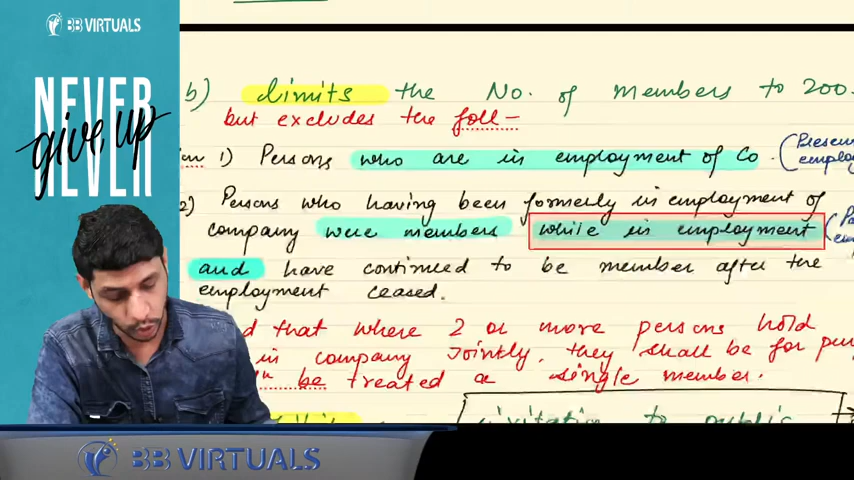 BB VIRTUALS
NEVER
give up
NEVER
b) limits the No. of members to 200.
but excludes the foll-
1) Persons who are in employment of Co.
2) Persons who having been formerly in employment of
company were members while in employment
and have continued to be member after the
employment ceased.
that where 2 or more persons hold
in company jointly, they shall be for
be treated a single member.
invitation to public
BB VIRTUALS